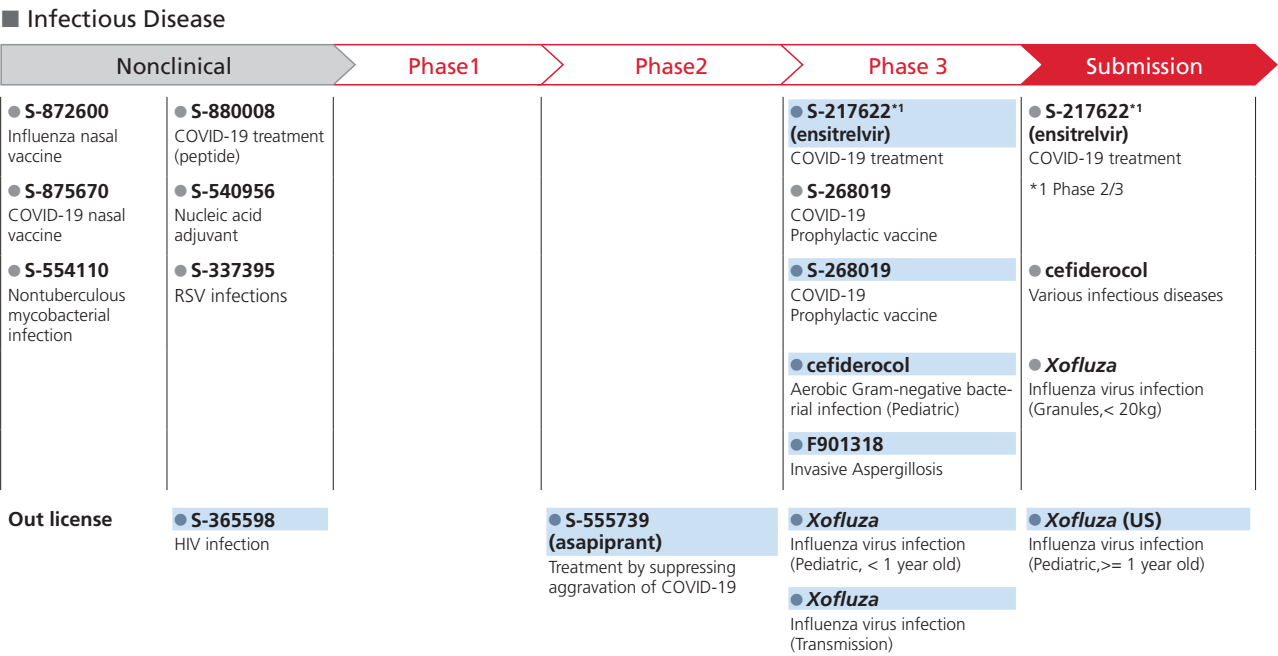 ■ Infectious Disease
Nonclinical
Phase1
Phase2
Phase 3
Submission
● S-872600
Influenza nasal
vaccine
● S-875670
COVID-19 nasal
vaccine
● S-554110
Nontuberculous
mycobacterial
infection
● S-880008
COVID-19 treatment
(peptide)
● S-540956
Nucleic acid
adjuvant
● S-337395
RSV infections
● S-217622*1
(ensitrelvir)
COVID-19 treatment
● S-268019
COVID-19
Prophylactic vaccine
● S-268019
COVID-19
Prophylactic vaccine
● cefiderocol
Aerobic Gram-negative bacte-
rial infection (Pediatric)
● F901318
Invasive Aspergillosis
● S-217622*1
(ensitrelvir)
COVID-19 treatment
*1 Phase 2/3
● cefiderocol
Various infectious diseases
● Xofluza
Influenza virus infection
(Granules,< 20kg)
Out license
● S-365598
HIV infection
● S-555739
(asapiprant)
Treatment by suppressing
aggravation of COVID-19
● Xofluza
Influenza virus infection
(Pediatric, < 1 year old)
● Xofluza
Influenza virus infection
(Transmission)
● Xofluza (US)
Influenza virus infection
(Pediatric,>= 1 year old)